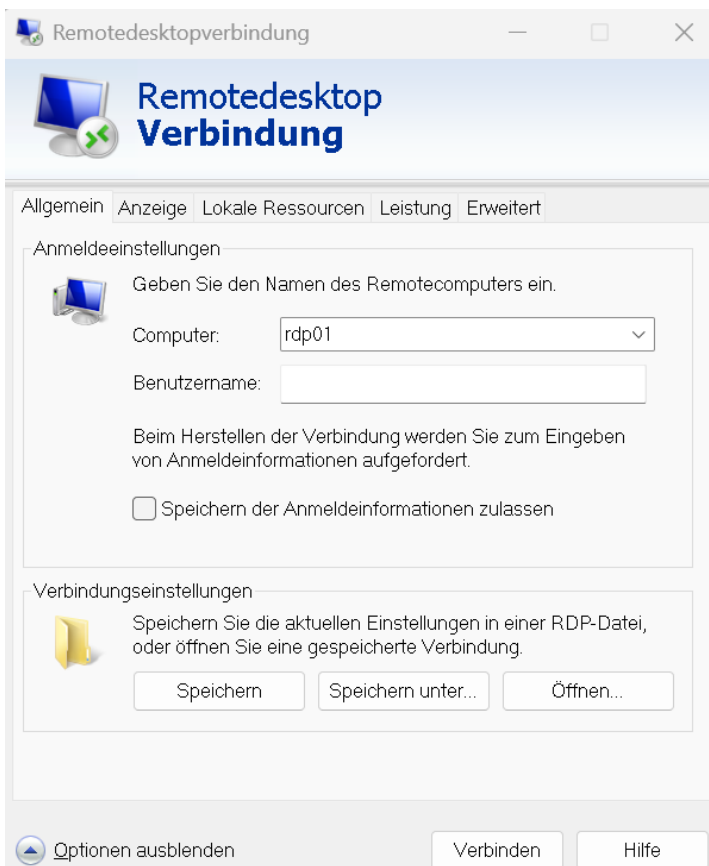 Remotedesktopverbindung
Remotedesktop
Verbindung
Allgemein Anzeige Lokale Ressourcen Leistung Erweitert
Anmeldeeinstellungen
Geben Sie den Namen des Remotecomputers ein.
Computer: rdp01
Benutzername:
Beim Herstellen der Verbindung werden Sie zum Eingeben
von Anmeldeinformationen aufgefordert.
Speichern der Anmeldeinformationen zulassen
Verbindungseinstellungen
Speichern Sie die aktuellen Einstellungen in einer RDP-Datei,
oder öffnen Sie eine gespeicherte Verbindung.
Speichern Speichern unter... Öffnen...
Optionen ausblenden Verbinden Hilfe